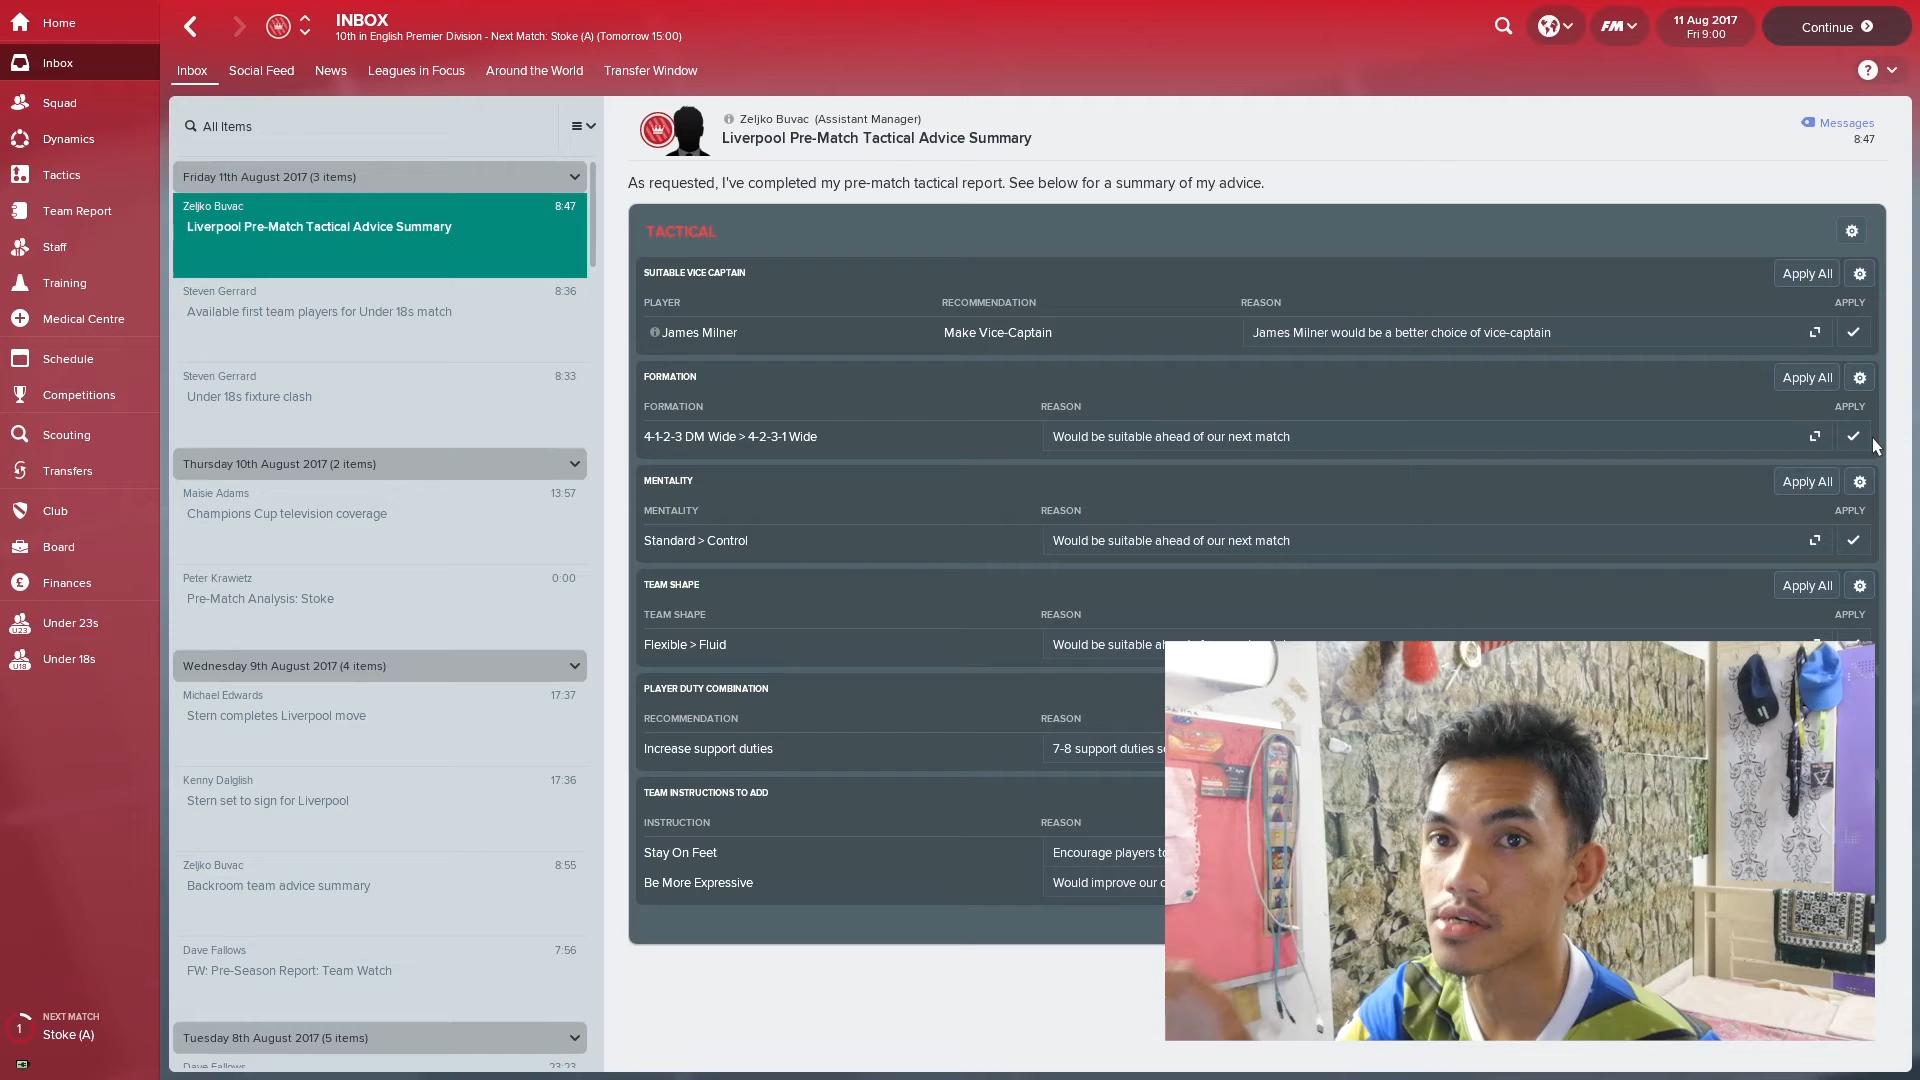 Home
Inbox
Squad
Dynamics
Tactics
Team Report
Staff
Training
Medical Centre
Schedule
Competitions
Scouting
Transfers
Club
Board
Finances
U23
Under 23s
U18
Under 18s
1
NEXT MATCH
Stoke (A)
INBOX
10th in English Premier Division - Next Match: Stoke (A) (Tomorrow 15:00)
FM
11 Aug 2017
Fri 9:00
Continue
Inbox
Social Feed
News
Leagues in Focus
Around the World
Transfer Window
?
All Items
Friday 11th August 2017 (3 items)
Zeljko Buvac 8:47
Liverpool Pre-Match Tactical Advice Summary
Steven Gerrard 8:36
Available first team players for Under 18s match
Steven Gerrard 8:33
Under 18s fixture clash
Thursday 10th August 2017 (2 items)
Maisie Adams 13:57
Champions Cup television coverage
Peter Krawietz 0:00
Pre-Match Analysis: Stoke
Wednesday 9th August 2017 (4 items)
Michael Edwards 17:37
Stern completes Liverpool move
Kenny Dalglish 17:36
Stern set to sign for Liverpool
Zeljko Buvac 8:55
Backroom team advice summary
Dave Fallows 7:56
FW: Pre-Season Report: Team Watch
Tuesday 8th August 2017 (5 items)
Dave Fallows 23:23
Zeljko Buvac (Assistant Manager)
Liverpool Pre-Match Tactical Advice Summary
Messages
8:47
As requested, I've completed my pre-match tactical report. See below for a summary of my advice.
TACTICAL
SUITABLE VICE CAPTAIN Apply All
PLAYER RECOMMENDATION REASON APPLY
James Milner Make Vice-Captain James Milner would be a better choice of vice-captain
FORMATION Apply All
FORMATION REASON APPLY
4-1-2-3 DM Wide > 4-2-3-1 Wide Would be suitable ahead of our next match
MENTALITY Apply All
MENTALITY REASON APPLY
Standard > Control Would be suitable ahead of our next match
TEAM SHAPE Apply All
TEAM SHAPE REASON APPLY
Flexible > Fluid Would be suitable
PLAYER DUTY COMBINATION
RECOMMENDATION REASON
Increase support duties 7-8 support duties
TEAM INSTRUCTIONS TO ADD
INSTRUCTION REASON
Stay On Feet Encourage players
Be More Expressive Would improve our